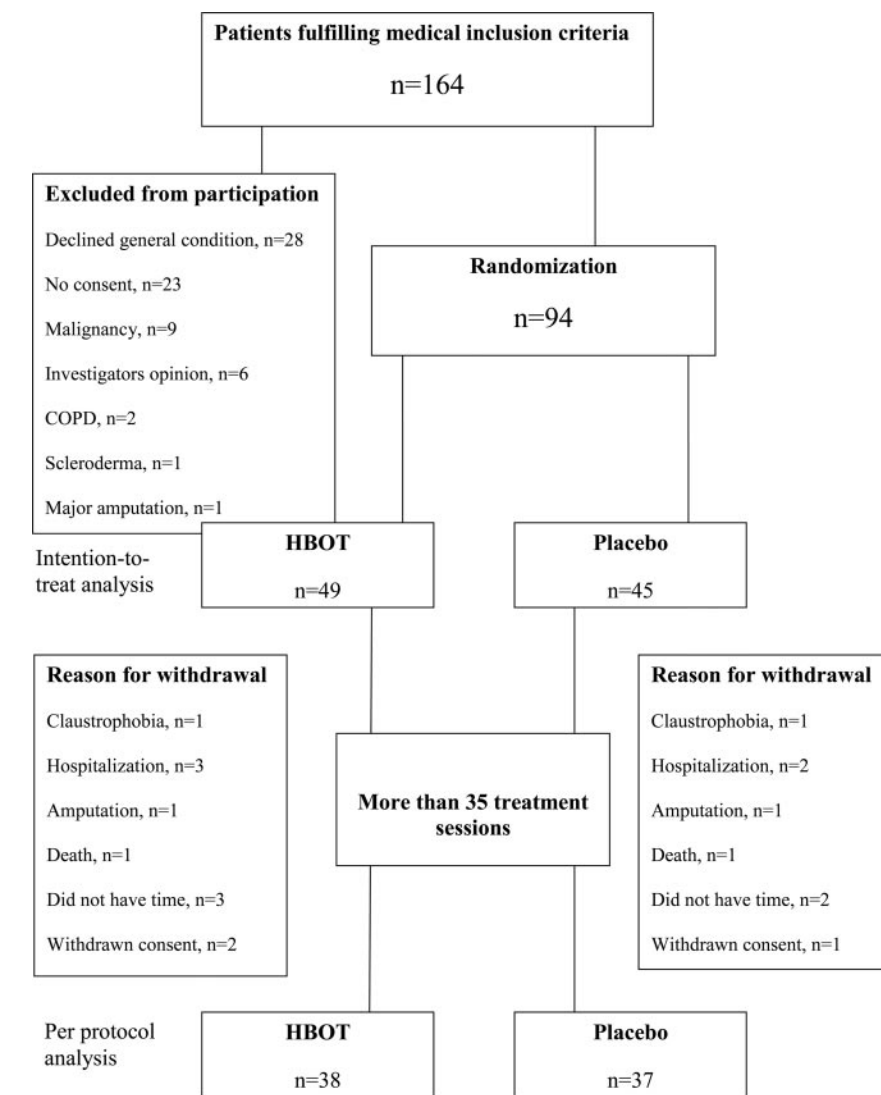 Patients fulfilling medical inclusion criteria
n=164
Excluded from participation
Declined general condition, n=28
No consent, n=23
Malignancy, n=9
Investigators opinion, n=6
COPD, n=2
Scleroderma, n=1
Major amputation, n=1
Randomization
n=94
Intention-to-
treat analysis
HBOT
n=49
Placebo
n=45
Reason for withdrawal
Claustrophobia, n=1
Hospitalization, n=3
Amputation, n=1
Death, n=1
Did not have time, n=3
Withdrawn consent, n=2
More than 35 treatment
sessions
Reason for withdrawal
Claustrophobia, n=1
Hospitalization, n=2
Amputation, n=1
Death, n=1
Did not have time, n=2
Withdrawn consent, n=1
Per protocol
analysis
HBOT
n=38
Placebo
n=37